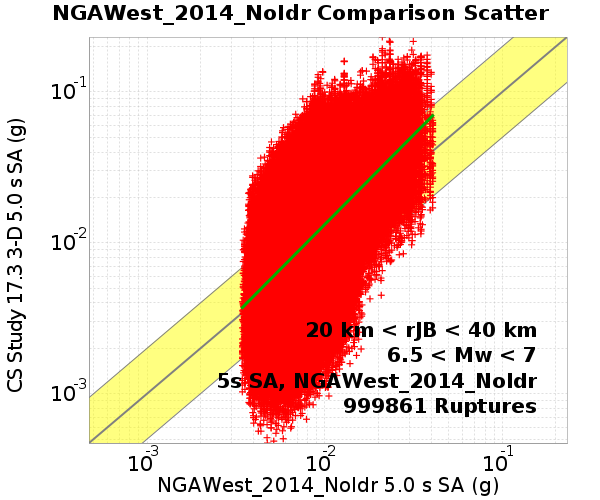 NGAWest_2014_NoIdr Comparison Scatter
CS Study 17.3 3-D 5.0 s SA (g)
10-1
10-2
10-3
20 km < rJB < 40 km
6.5 < Mw < 7
5s SA, NGAWest_2014_NoIdr
999861 Ruptures
10-3 10-2 10-1
NGAWest_2014_NoIdr 5.0 s SA (g)